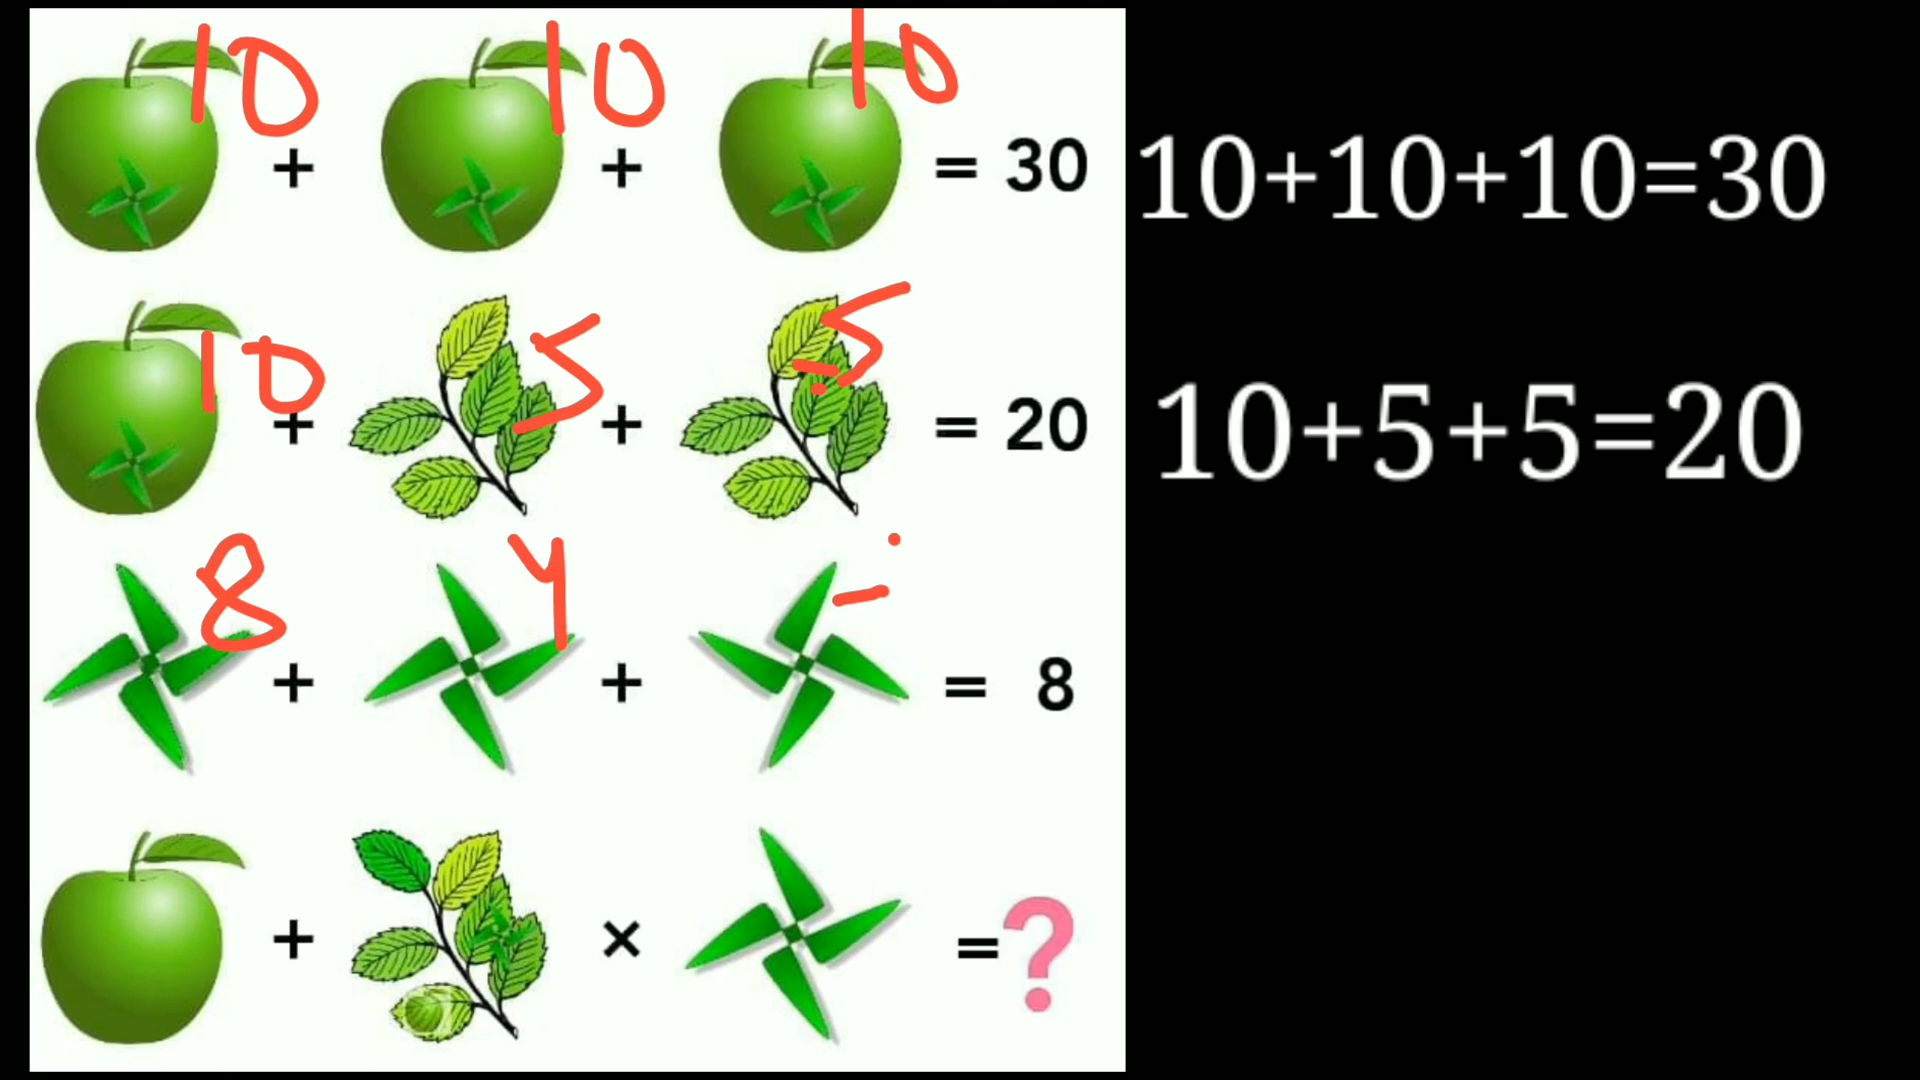 10 10 10
+ + = 30 10+10+10=30
10 5 5
+ + = 20 10+5+5=20
8 4
+ + = 8
+ × =?